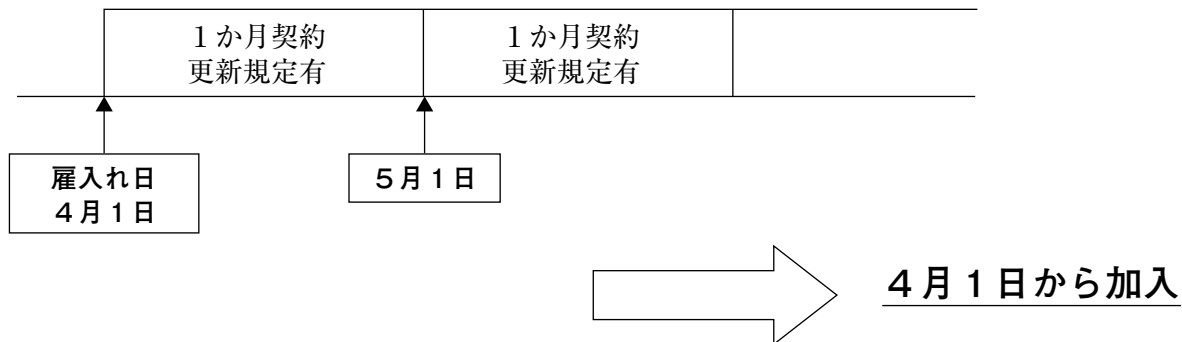 １か月契約
更新規定有
１か月契約
更新規定有
雇入れ日
４月１日
５月１日
４月１日から加入